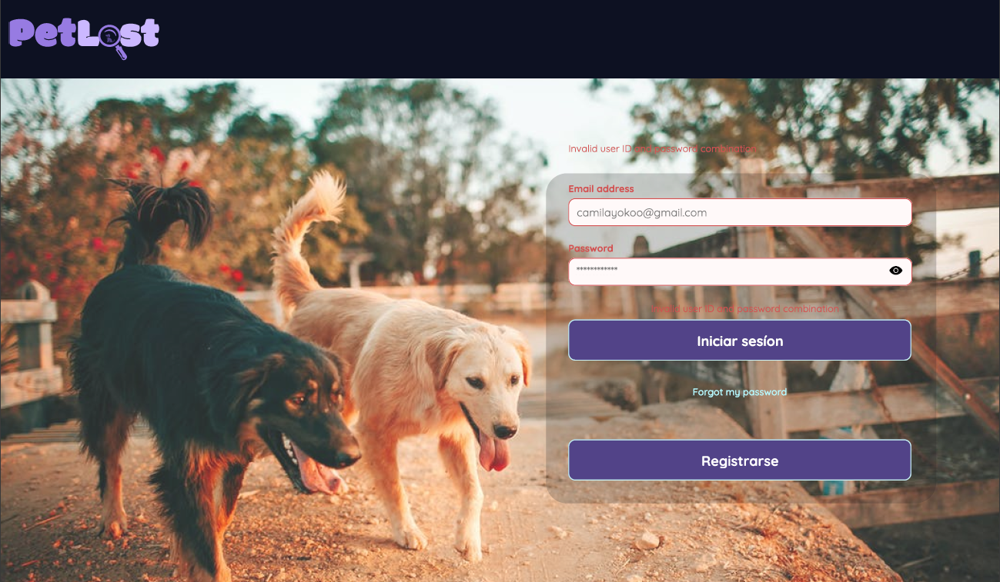 PetLost
Invalid user ID and password combination
Email address
camilayokoo@gmail.com
Password
************
Invalid user ID and password combination
Iniciar sesíon
Forgot my password
Registrarse